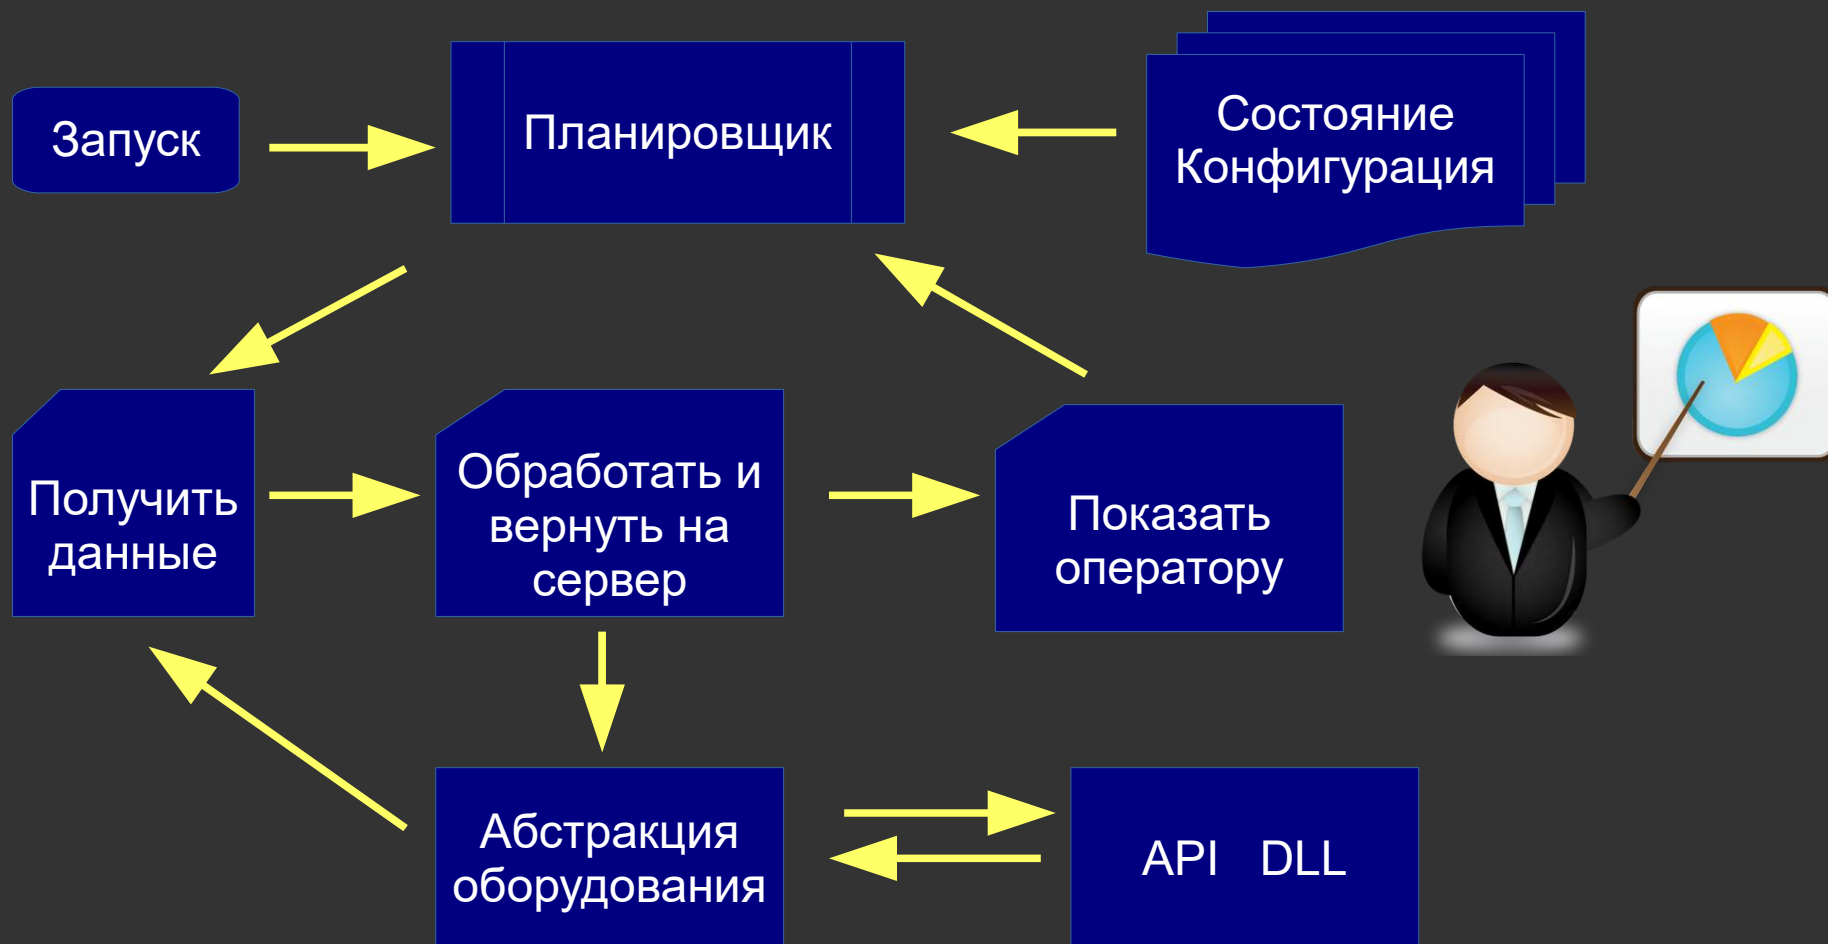 Запуск
Планировщик
Состояние
Конфигурация
Получить
данные
Обработать и
вернуть на
сервер
Показать
оператору
Абстракция
оборудования
API DLL